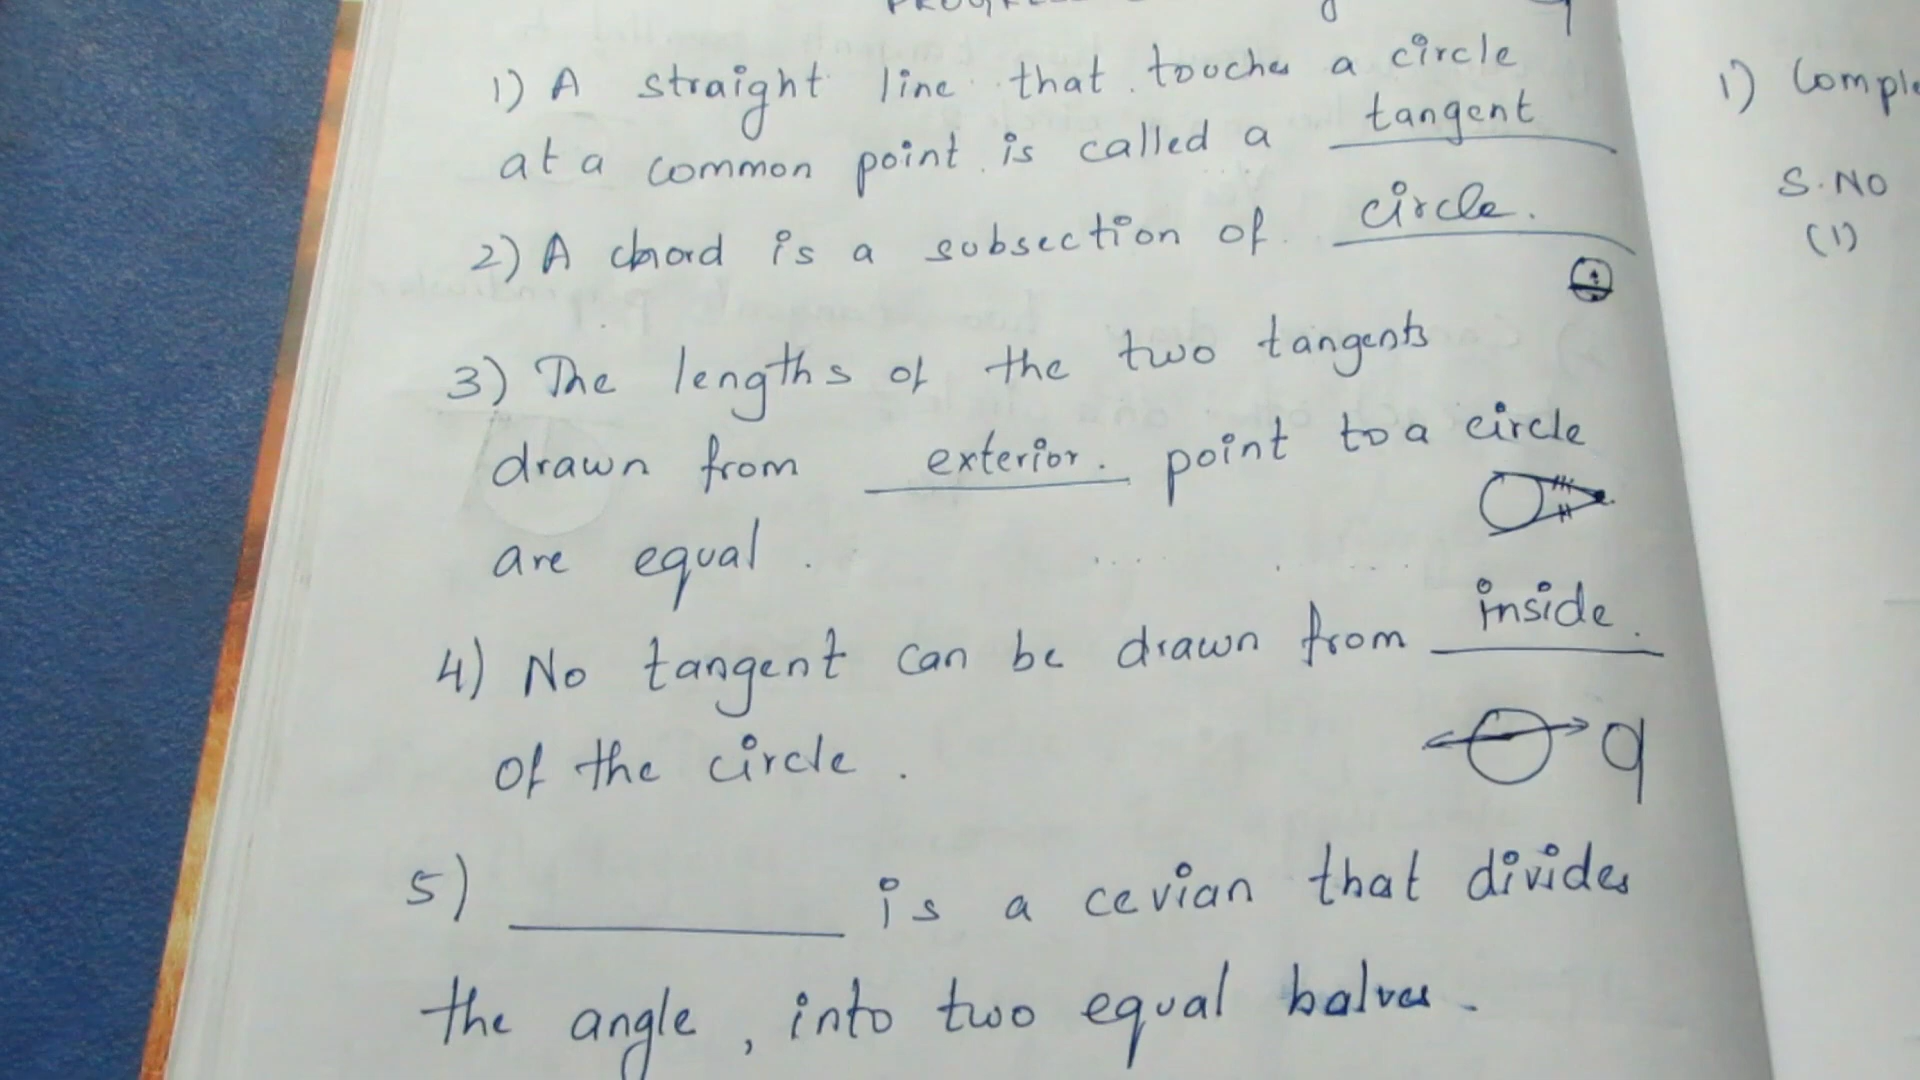 1) A straight line that touches a circle
at a common point is called a tangent
2) A chord is a subsection of circle.
3) The lengths of the two tangents
drawn from exterior. point to a circle
are equal.
4) No tangent can be drawn from inside.
of the circle.
5) ________ is a cevian that divides
the angle, into two equal halves.
1)
S.NO
(1)